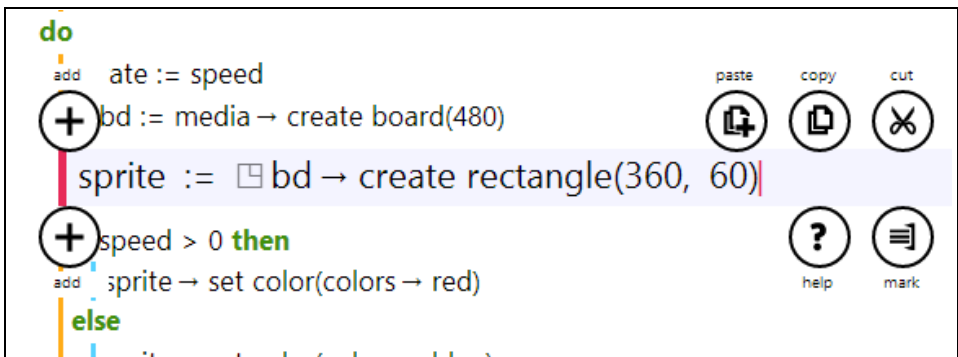 do
add ate := speed paste copy cut
bd := media → create board(480)
sprite := bd → create rectangle(360, 60)
speed > 0 then
add sprite → set color(colors → red) help mark
else